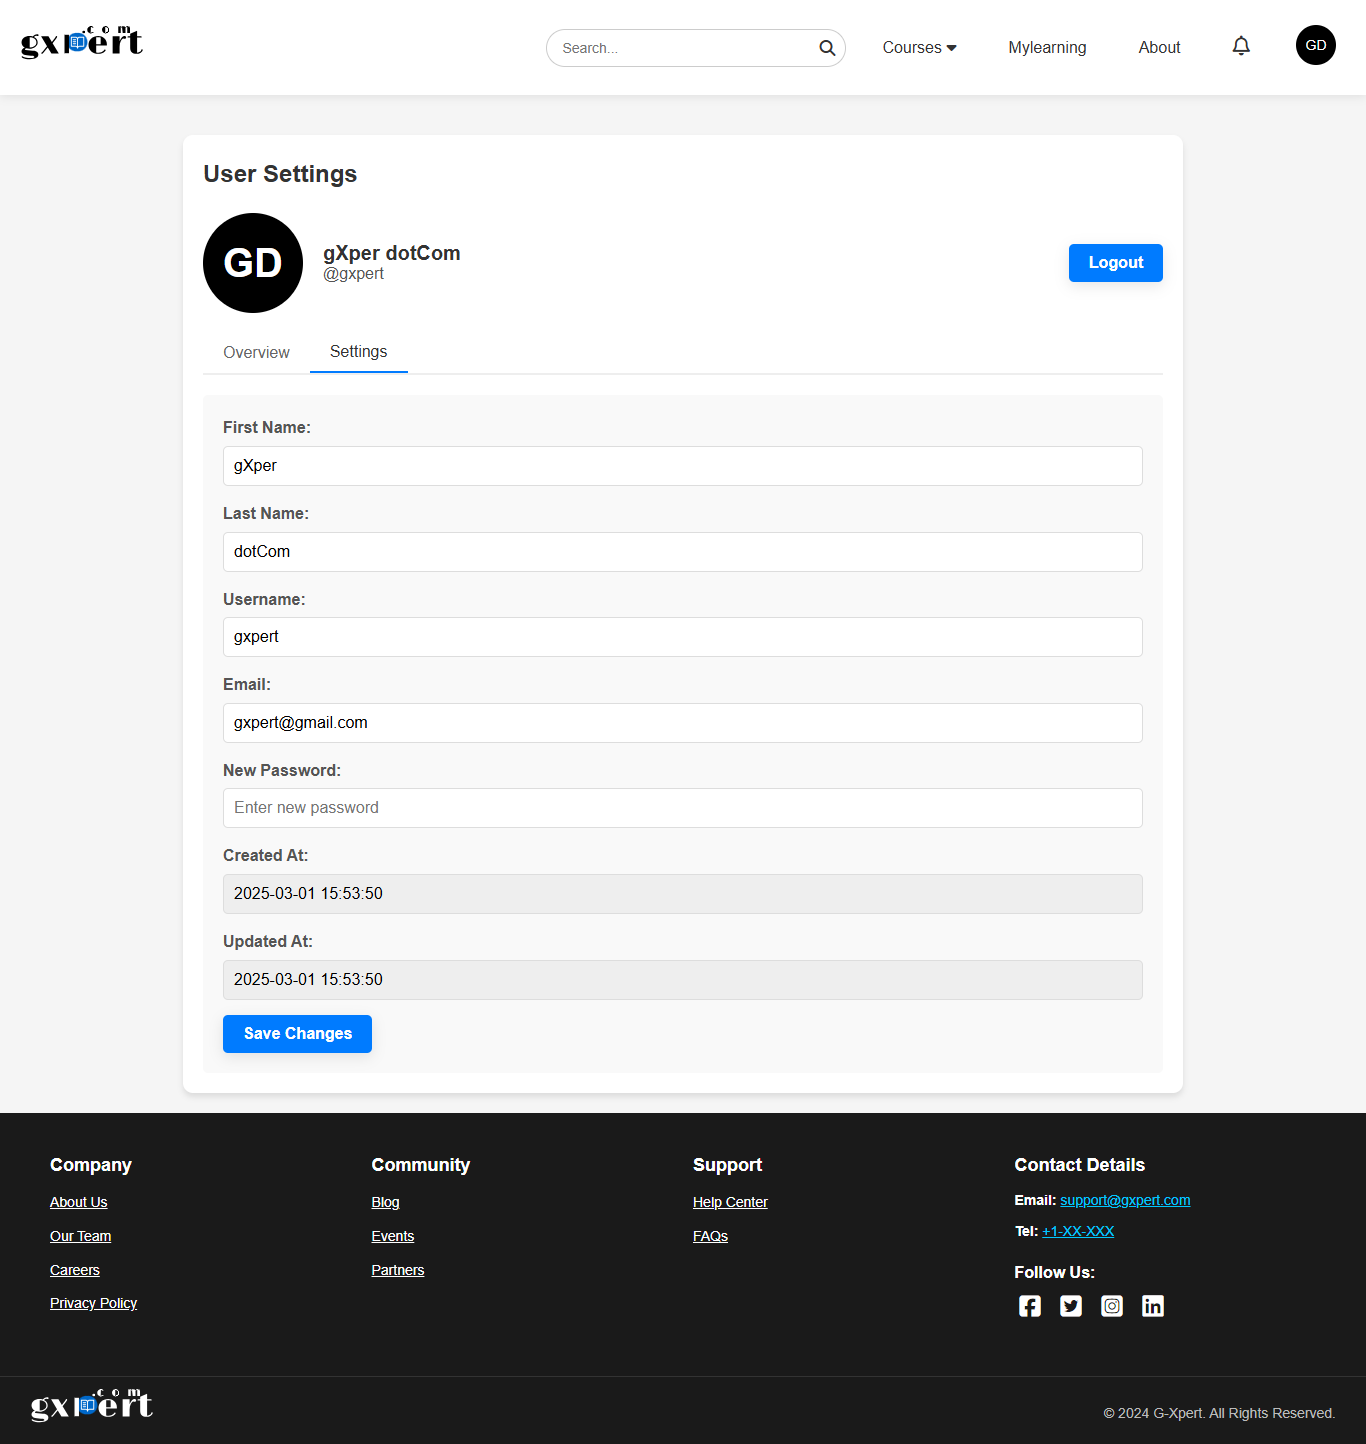 gxpert.com
Search...
Courses
Mylearning
About
GD
User Settings
GD
gXper dotCom
@gxpert
Logout
Overview
Settings
First Name:
gXper
Last Name:
dotCom
Username:
gxpert
Email:
gxpert@gmail.com
New Password:
Enter new password
Created At:
2025-03-01 15:53:50
Updated At:
2025-03-01 15:53:50
Save Changes
Company
About Us
Our Team
Careers
Privacy Policy
Community
Blog
Events
Partners
Support
Help Center
FAQs
Contact Details
Email: support@gxpert.com
Tel: +1-XX-XXX
Follow Us:
gxpert.com
© 2024 G-Xpert. All Rights Reserved.